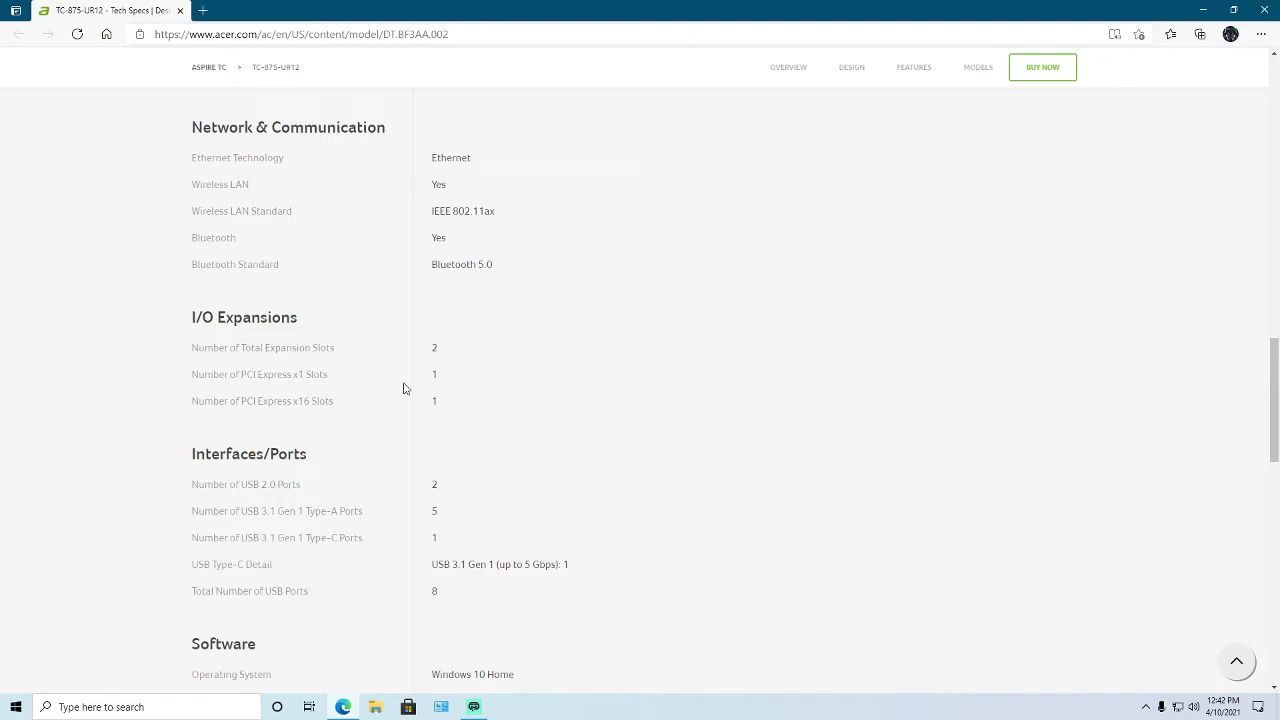 TC-875-UR12 - Tech Specs | Des
https://www.acer.com/ac/en/US/content/model/DT.BF3AA.002
ASPIRE TC > TC-875-UR12 OVERVIEW DESIGN FEATURES MODELS BUY NOW
Network & Communication
Ethernet Technology Ethernet
Wireless LAN Yes
Wireless LAN Standard IEEE 802.11ax
Bluetooth Yes
Bluetooth Standard Bluetooth 5.0
I/O Expansions
Number of Total Expansion Slots 2
Number of PCI Express x1 Slots 1
Number of PCI Express x16 Slots 1
Interfaces/Ports
Number of USB 2.0 Ports 2
Number of USB 3.1 Gen 1 Type-A Ports 5
Number of USB 3.1 Gen 1 Type-C Ports 1
USB Type-C Detail USB 3.1 Gen 1 (up to 5 Gbps): 1
Total Number of USB Ports 8
Software
Operating System Windows 10 Home
Type here to search 12:42 PM
4/10/2021